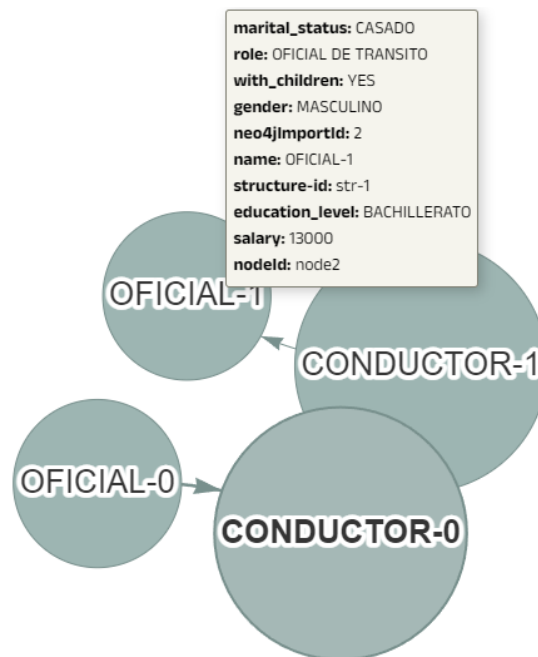 marital_status: CASADO
role: OFICIAL DE TRANSITO
with_children: YES
gender: MASCULINO
neo4jImportId: 2
name: OFICIAL-1
structure-id: str-1
education_level: BACHILLERATO
salary: 13000
nodeId: node2
OFICIAL-1
CONDUCTOR-1
OFICIAL-0
CONDUCTOR-0